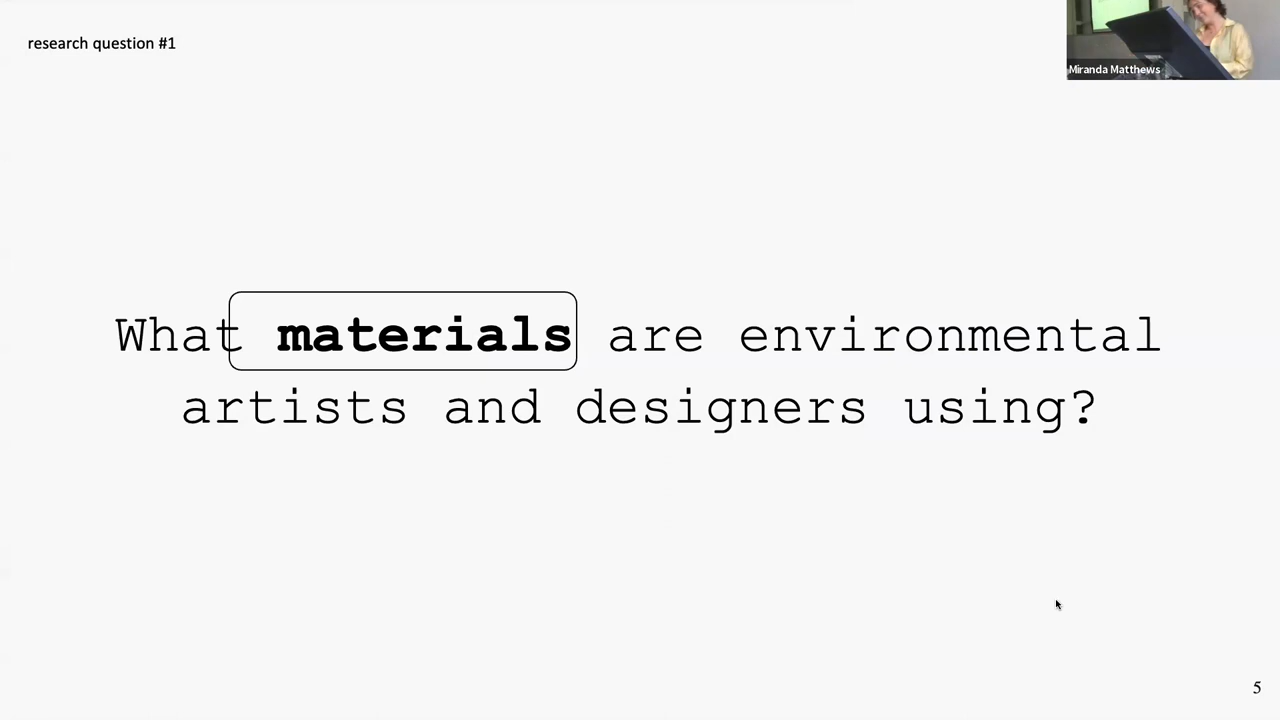 research question #1
Miranda Matthews
What materials are environmental
artists and designers using?
5